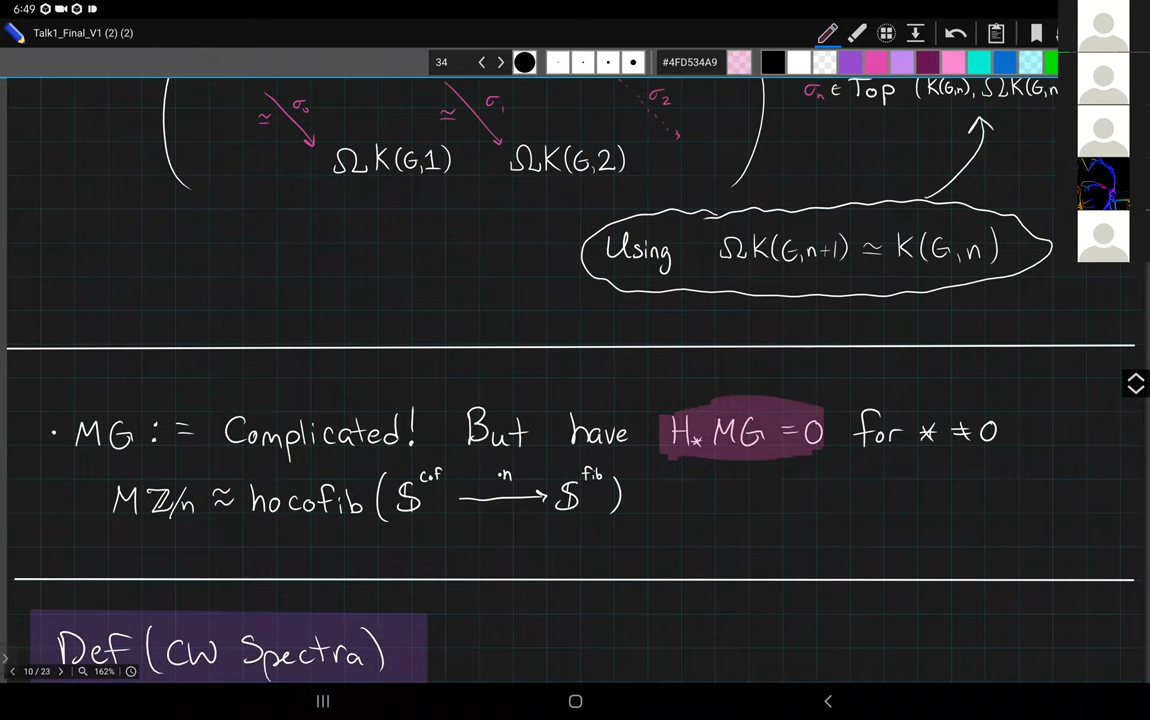 6:49
Talk1_Final_V1 (2) (2)
34
#4FD534A9
≃ σ₀ ≃ σ₁ σ₂
σn ∈ Top (K(G,n), ΩK(G,n
ΩK(G,1) ΩK(G,2)
Using ΩK(G,n+1) ≃ K(G,n)
· MG := Complicated! But have H⁎MG = 0 for * ≠ 0
Mℤ/n ≈ hocofib($^cof —·n→ $^fib)
Def (CW Spectra)
10 / 23 162%